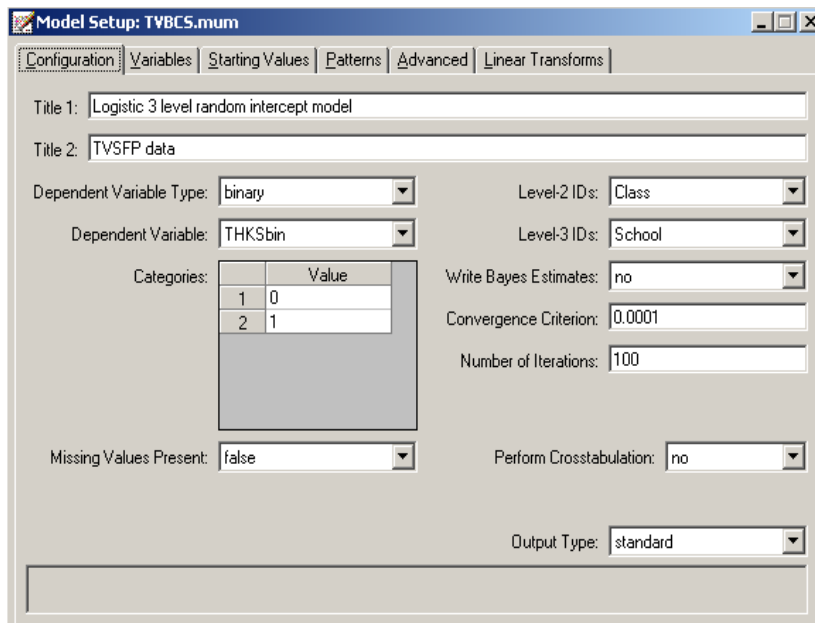 Model Setup: TVBCS.mum
Configuration Variables Starting Values Patterns Advanced Linear Transforms
Title 1: Logistic 3 level random intercept model
Title 2: TVSFP data
Dependent Variable Type: binary
Level-2 IDs: Class
Dependent Variable: THKSbin
Level-3 IDs: School
Categories:
Value
1 0
2 1
Write Bayes Estimates: no
Convergence Criterion: 0.0001
Number of Iterations: 100
Missing Values Present: false
Perform Crosstabulation: no
Output Type: standard